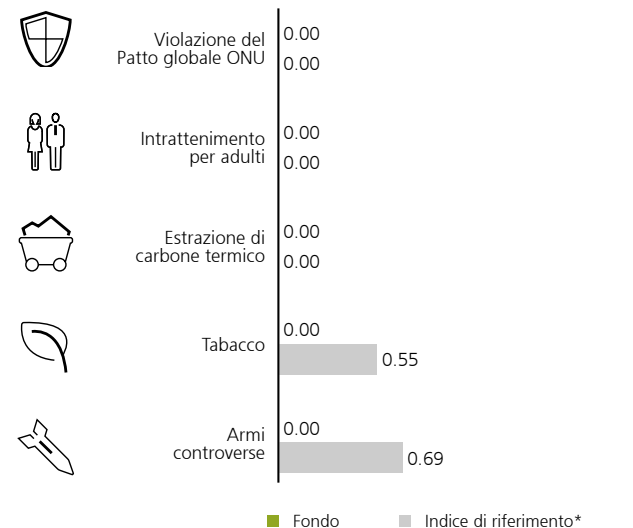 Violazione del
Patto globale ONU
0.00
0.00
Intrattenimento
per adulti
0.00
0.00
Estrazione di
carbone termico
0.00
0.00
Tabacco
0.00
0.55
Armi
controverse
0.00
0.69
Fondo
Indice di riferimento*